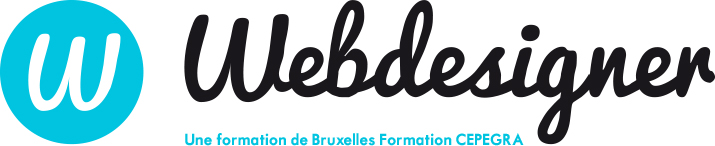 W Webdesigner
Une formation de Bruxelles Formation CEPEGRA